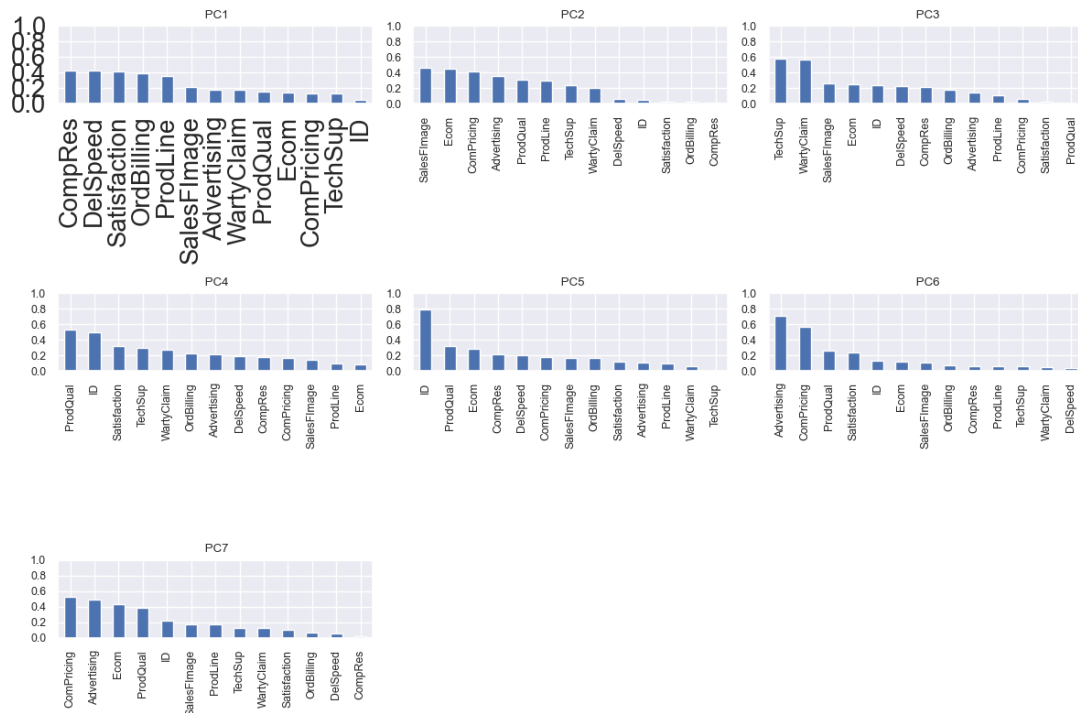 PC1
1.0
0.8
0.6
0.4
0.2
0.0
CompRes
DelSpeed
Satisfaction
OrdBilling
ProdLine
SalesFImage
Advertising
WartyClaim
ProdQual
Ecom
ComPricing
TechSup
ID
PC2
1.0
0.8
0.6
0.4
0.2
0.0
SalesFImage
Ecom
ComPricing
Advertising
ProdQual
ProdLine
TechSup
WartyClaim
DelSpeed
ID
Satisfaction
OrdBilling
CompRes
PC3
1.0
0.8
0.6
0.4
0.2
0.0
TechSup
WartyClaim
SalesFImage
Ecom
ID
DelSpeed
CompRes
OrdBilling
Advertising
ProdLine
ComPricing
Satisfaction
ProdQual
PC4
1.0
0.8
0.6
0.4
0.2
0.0
ProdQual
ID
Satisfaction
TechSup
WartyClaim
OrdBilling
Advertising
DelSpeed
CompRes
ComPricing
SalesFImage
ProdLine
Ecom
PC5
1.0
0.8
0.6
0.4
0.2
0.0
ID
ProdQual
Ecom
CompRes
DelSpeed
ComPricing
SalesFImage
OrdBilling
Satisfaction
Advertising
ProdLine
WartyClaim
TechSup
PC6
1.0
0.8
0.6
0.4
0.2
0.0
Advertising
ComPricing
ProdQual
Satisfaction
ID
Ecom
SalesFImage
OrdBilling
CompRes
ProdLine
TechSup
WartyClaim
DelSpeed
PC7
1.0
0.8
0.6
0.4
0.2
0.0
ComPricing
Advertising
Ecom
ProdQual
ID
SalesFImage
ProdLine
TechSup
WartyClaim
Satisfaction
OrdBilling
DelSpeed
CompRes